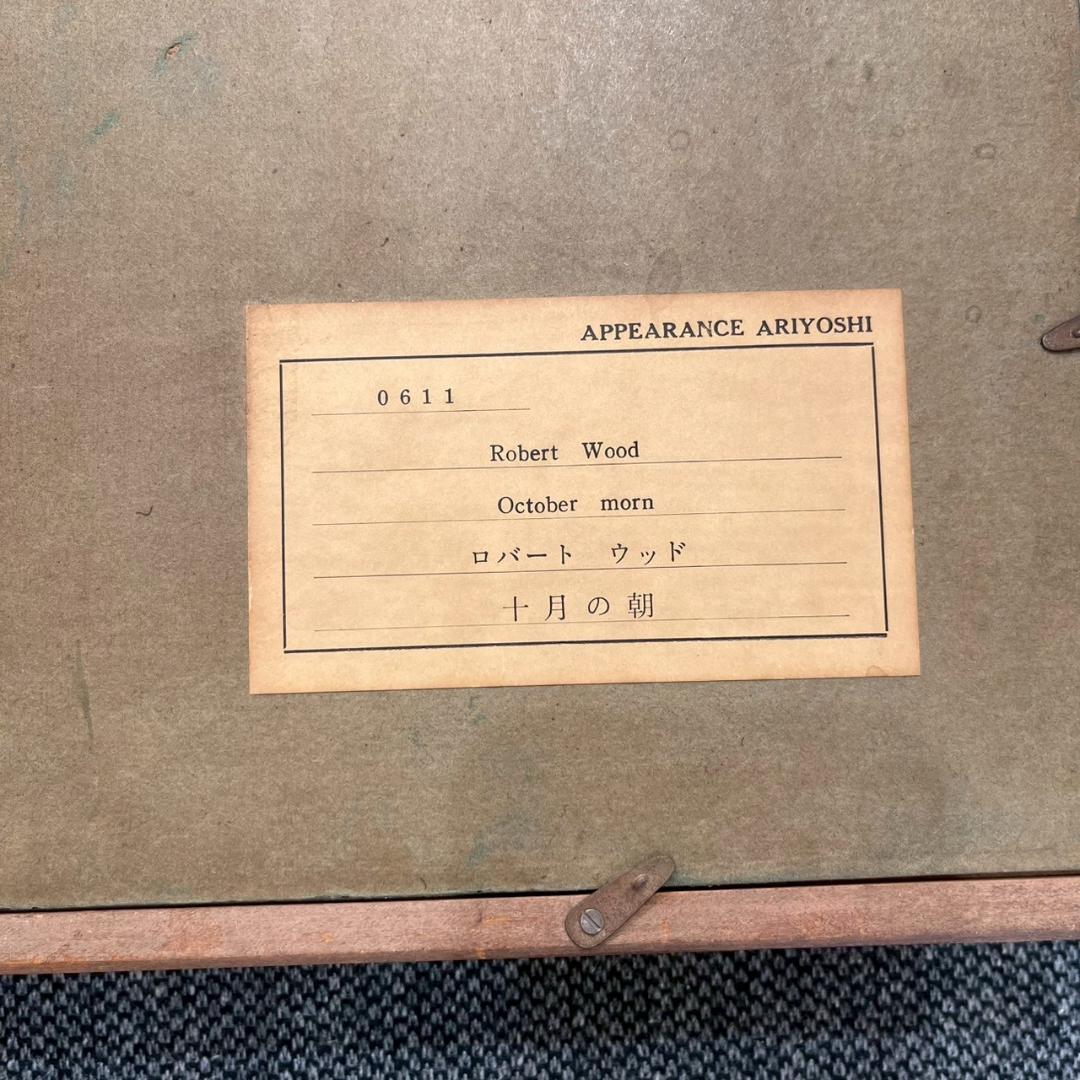 APPEARANCE ARIYOSHI
0611
Robert Wood
October morn
ロバート ウッド
十月の朝